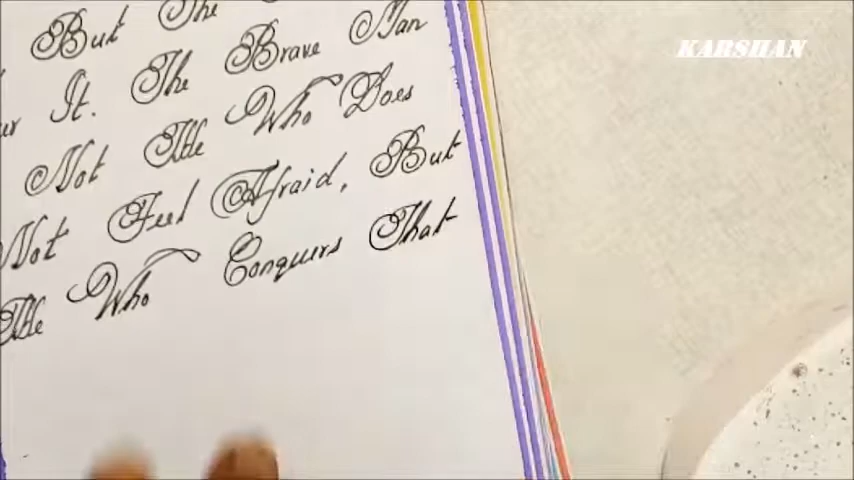 But The
It. The Brave Man
Not He Who Does
Not Feel Afraid, But
He Who Conquers That
KARSHAN